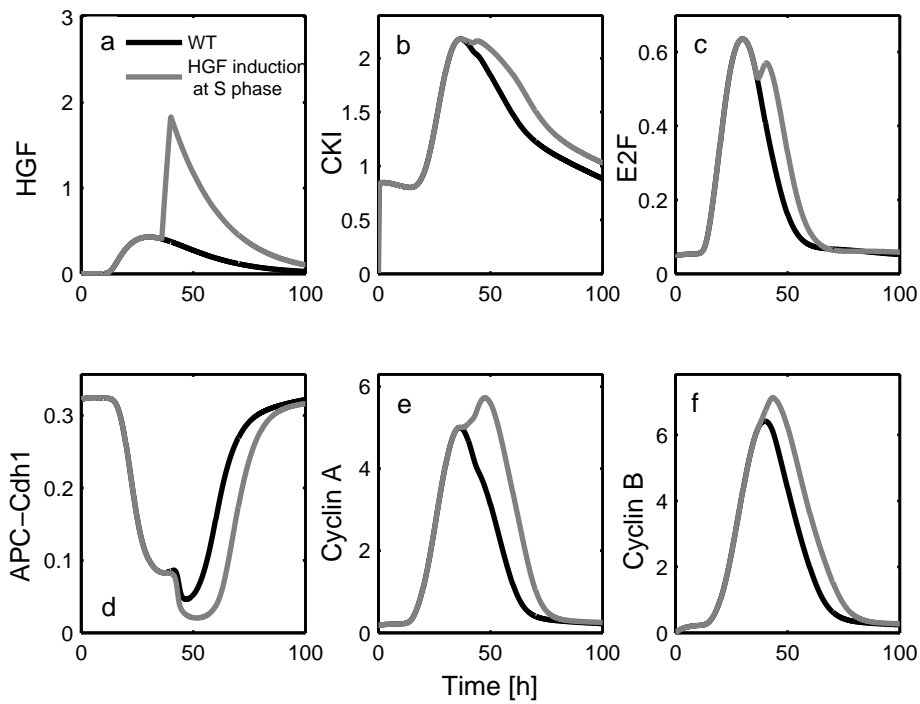 a
WT
HGF induction
at S phase
HGF
3
2
1
0
0 50 100
b
CKI
2
1.5
1
0.5
0
0 50 100
c
E2F
0.6
0.4
0.2
0
0 50 100
d
APC−Cdh1
0.3
0.2
0.1
0
0 50 100
e
Cyclin A
6
4
2
0
0 50 100
f
Cyclin B
6
4
2
0
0 50 100
Time [h]